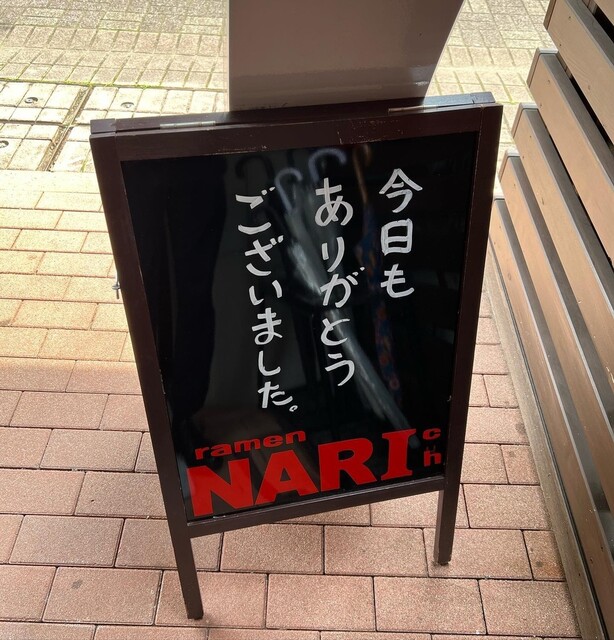 今日も
ありがとう
ございました。
ramen
NARI
ch